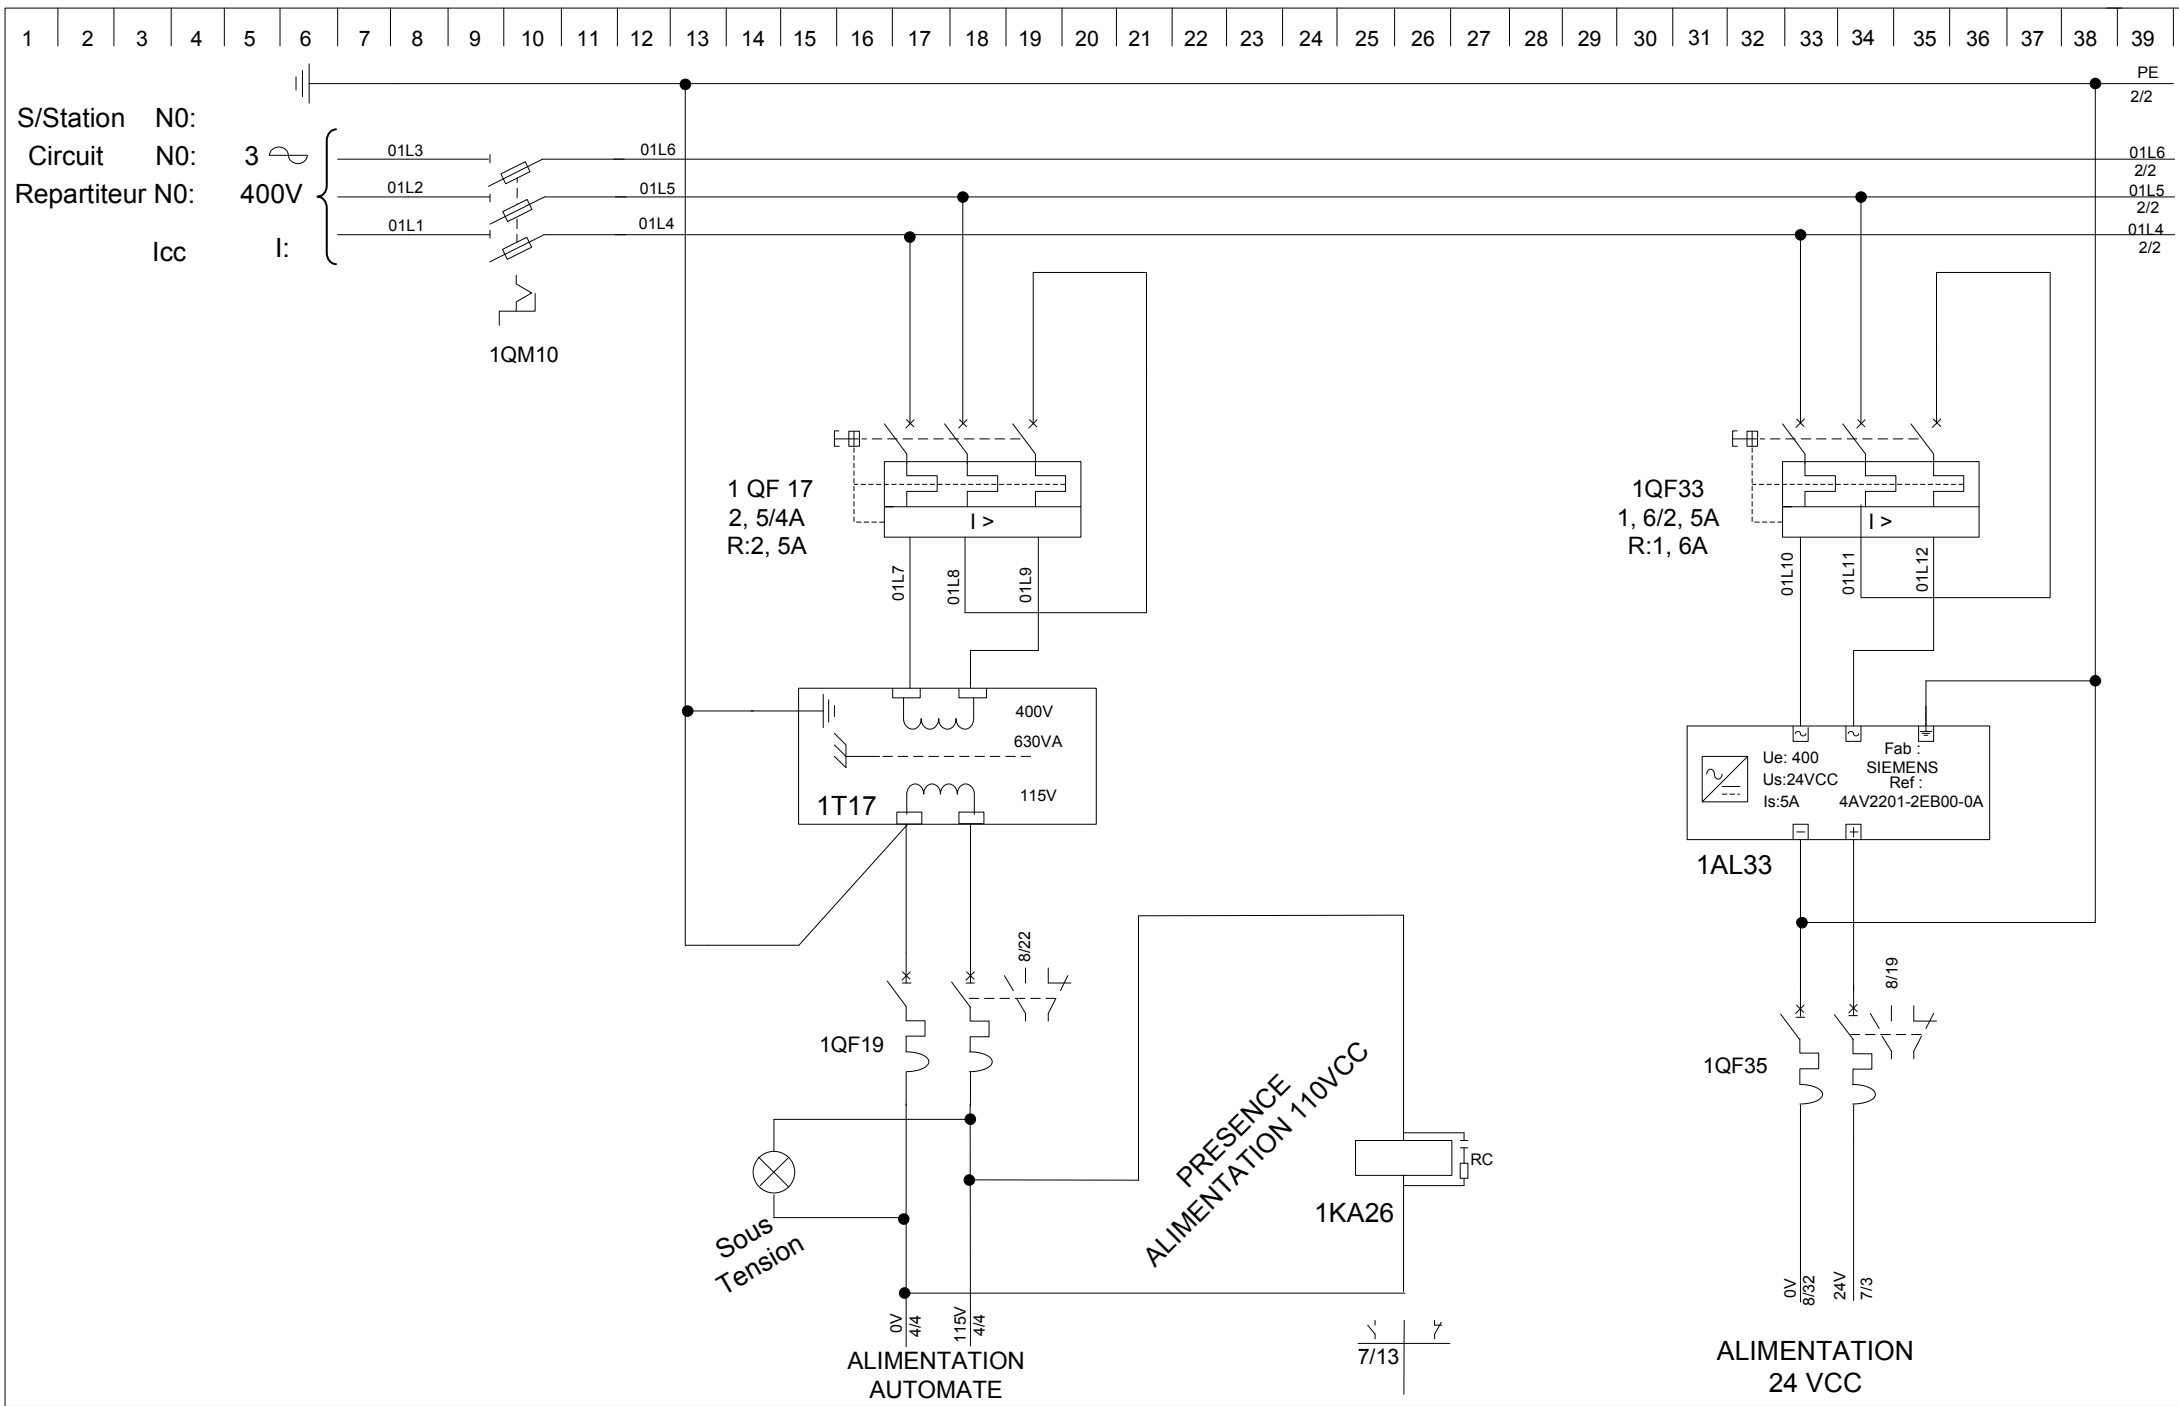 1 2 3 4 5 6 7 8 9 10 11 12 13 14 15 16 17 18 19 20 21 22 23 24 25 26 27 28 29 30 31 32 33 34 35 36 37 38 39
PE
2/2
S/Station N0:
Circuit N0: 3
Repartiteur N0: 400V
Icc I:
01L3 01L6 01L6
2/2
01L2 01L5 01L5
2/2
01L1 01L4 01L4
2/2
1QM10
1 QF 17
2, 5/4A
R:2, 5A
I >
1QF33
1, 6/2, 5A
R:1, 6A
I >
01L7
01L8
01L9
01L10
01L11
01L12
400V
630VA
115V
1T17
Ue: 400
Us:24VCC
Is:5A
Fab :
SIEMENS
Ref :
4AV2201-2EB00-0A
1AL33
8/22
1QF19
8/19
1QF35
PRESENCE
ALIMENTATION 110VCC
RC
1KA26
Sous
Tension
0V
4/4
115V
4/4
ALIMENTATION
AUTOMATE
7/13
0V
8/32
24V
7/3
ALIMENTATION
24 VCC